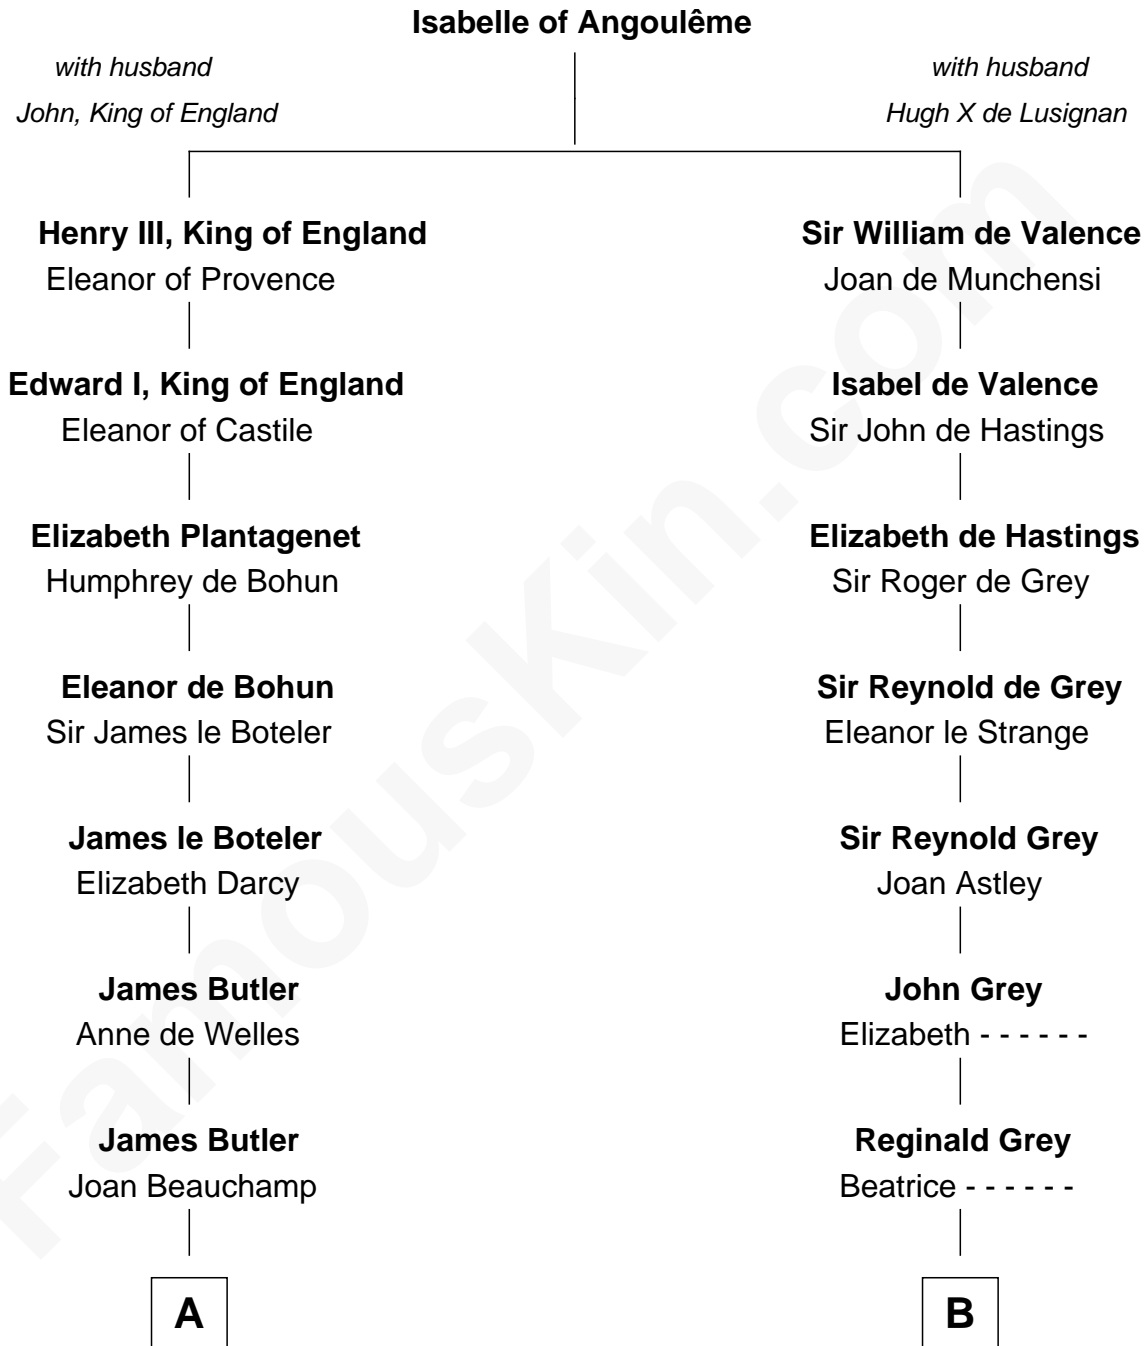 Isabelle of Angoulême
with husband
John, King of England
with husband
Hugh X de Lusignan
Henry III, King of England
Eleanor of Provence
Sir William de Valence
Joan de Munchensi
Edward I, King of England
Eleanor of Castile
Isabel de Valence
Sir John de Hastings
Elizabeth Plantagenet
Humphrey de Bohun
Elizabeth de Hastings
Sir Roger de Grey
Eleanor de Bohun
Sir James le Boteler
Sir Reynold de Grey
Eleanor le Strange
James le Boteler
Elizabeth Darcy
Sir Reynold Grey
Joan Astley
James Butler
Anne de Welles
John Grey
Elizabeth - - - - - -
James Butler
Joan Beauchamp
Reginald Grey
Beatrice - - - - - -
A
B
FamousKin.com